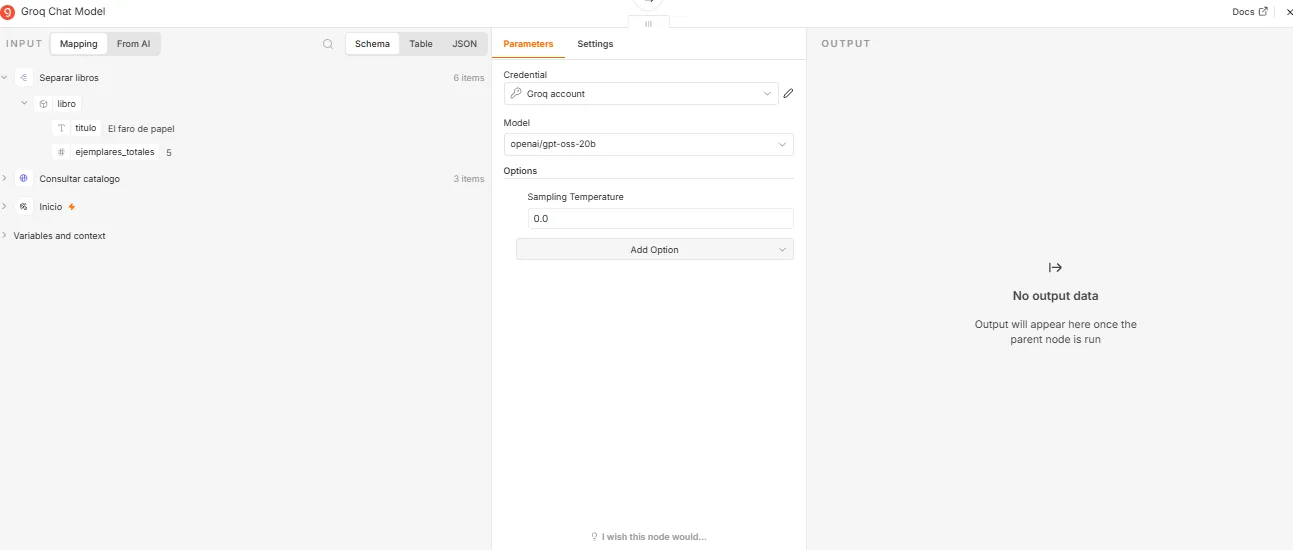 Groq Chat Model
Docs
INPUT Mapping From AI Schema Table JSON
Separar libros 6 items
libro
T titulo El faro de papel
# ejemplares_totales 5
Consultar catalogo 3 items
Inicio
Variables and context
Parameters Settings
Credential
Groq account
Model
openai/gpt-oss-20b
Options
Sampling Temperature
0.0
Add Option
I wish this node would...
OUTPUT
No output data
Output will appear here once the
parent node is run